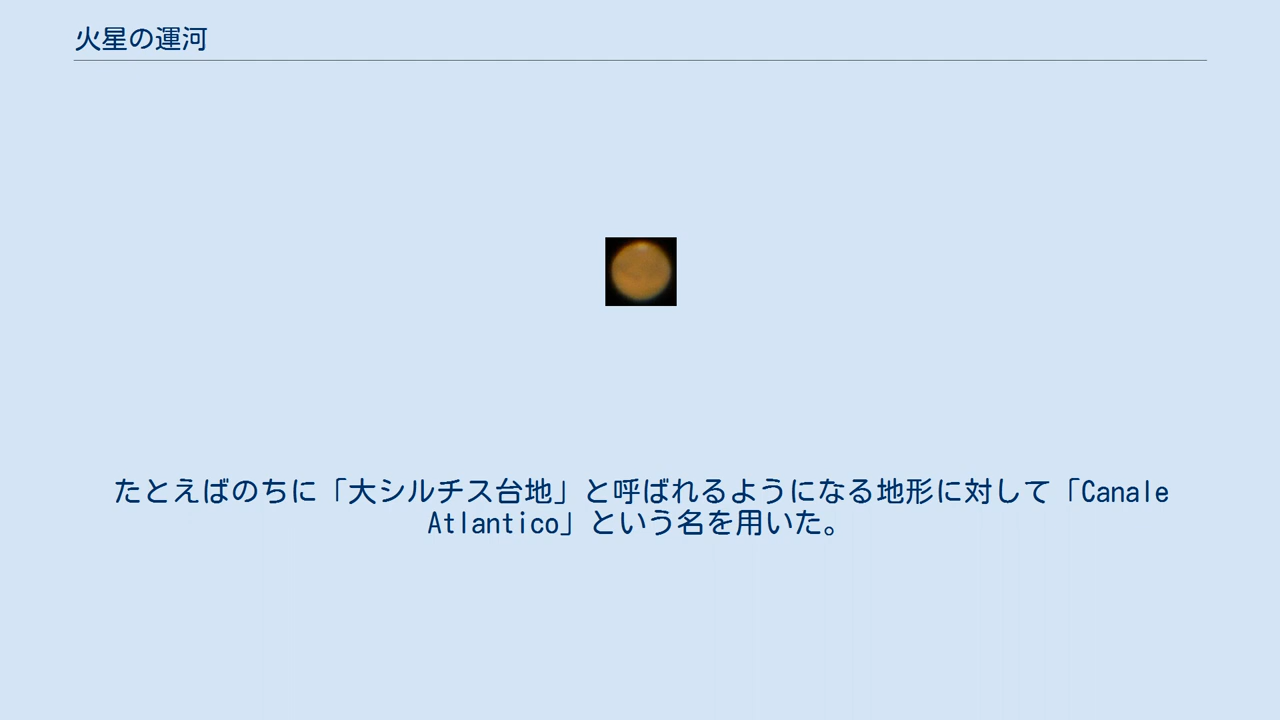 火星の運河
たとえばのちに「大シルチス台地」と呼ばれるようになる地形に対して「Canale
Atlantico」という名を用いた。